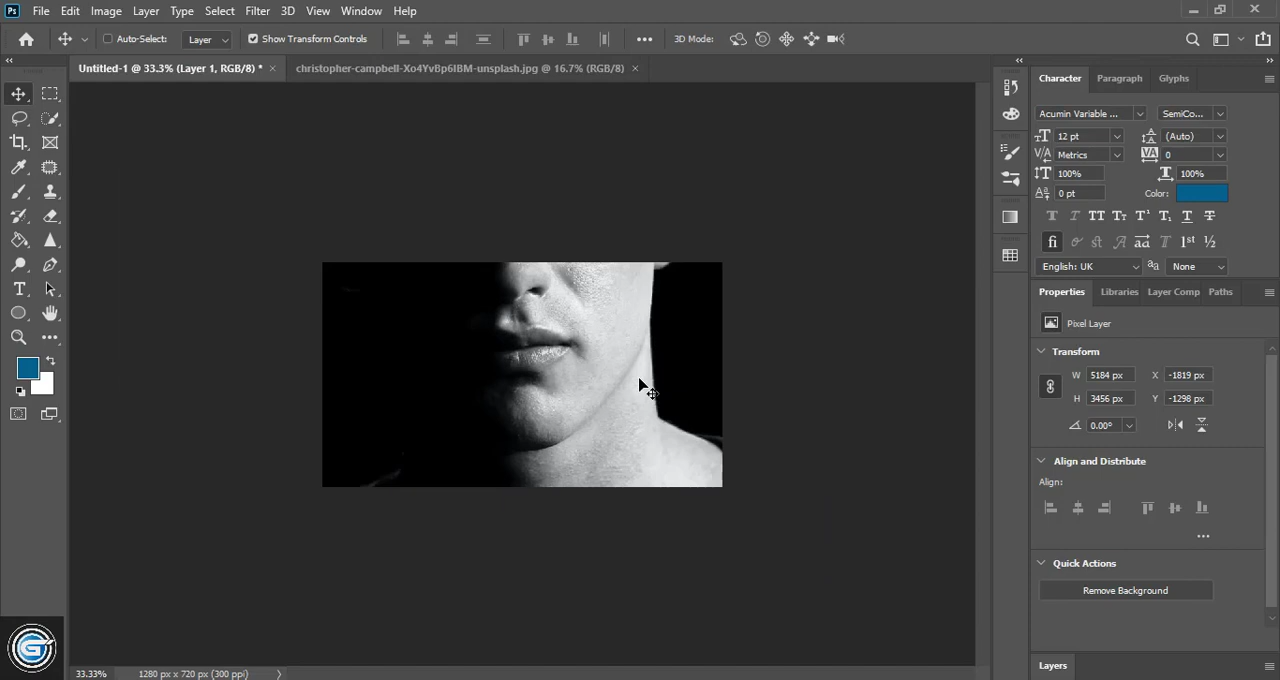 Ps File Edit Image Layer Type Select Filter 3D View Window Help
Auto-Select: Layer Show Transform Controls 3D Mode:
Untitled-1 @ 33.3% (Layer 1, RGB/8) * christopher-campbell-Xo4YvBp6IBM-unsplash.jpg @ 16.7% (RGB/8)
Character Paragraph Glyphs
Acumin Variable ... SemiCo...
12 pt (Auto)
Metrics 0
100% 100%
0 pt Color:
English: UK aa None
Properties Libraries Layer Comp Paths
Pixel Layer
Transform
W 5184 px X -1819 px
H 3456 px Y -1298 px
0.00°
Align and Distribute
Align:
Quick Actions
Remove Background
Layers
33.33% 1280 px x 720 px (300 ppi)